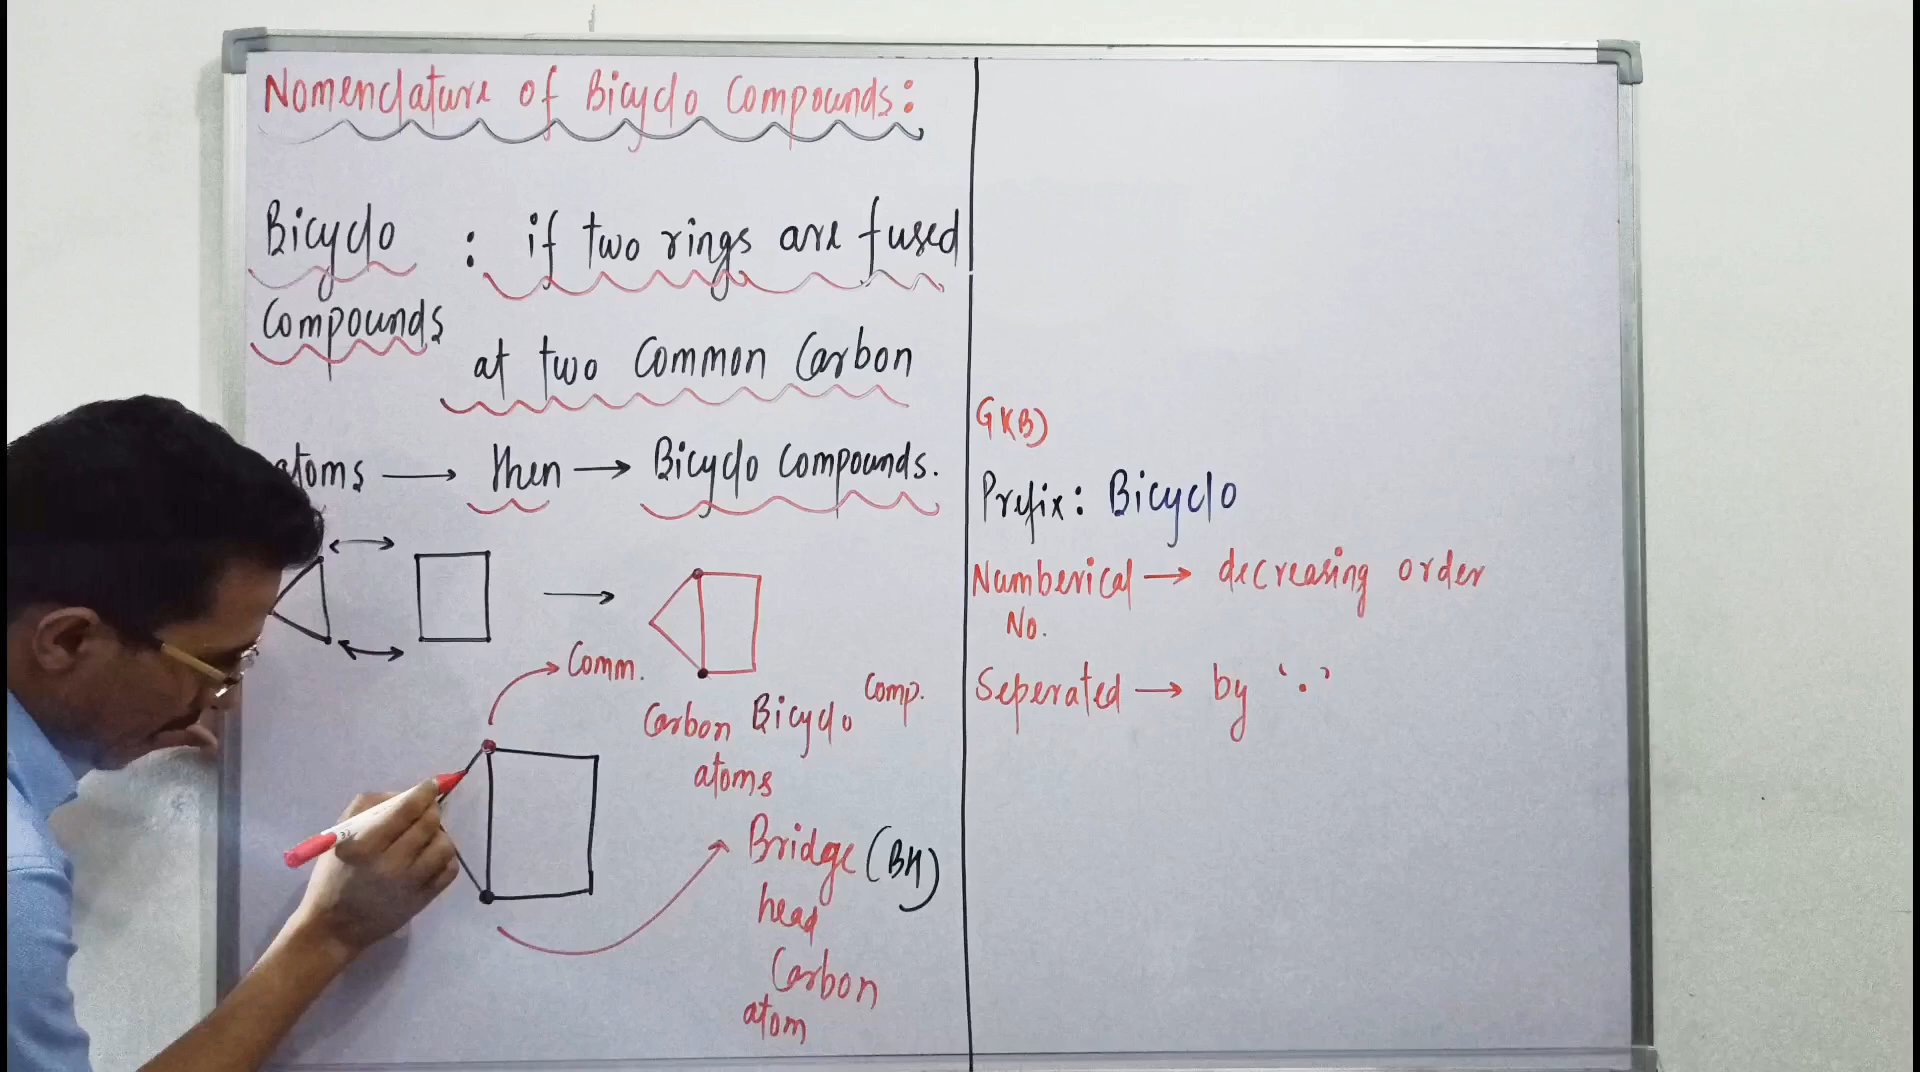 Nomenclature of Bicyclo Compounds:
Bicyclo : if two rings are fused
Compounds
at two Common Carbon
atoms → then → Bicyclo Compounds.
Comm.
Carbon Bicyclo Comp.
atoms
Bridge (BH)
head
Carbon
atom
Prefix: Bicyclo
Numberical → decreasing order
No.
Seperated → by '.'